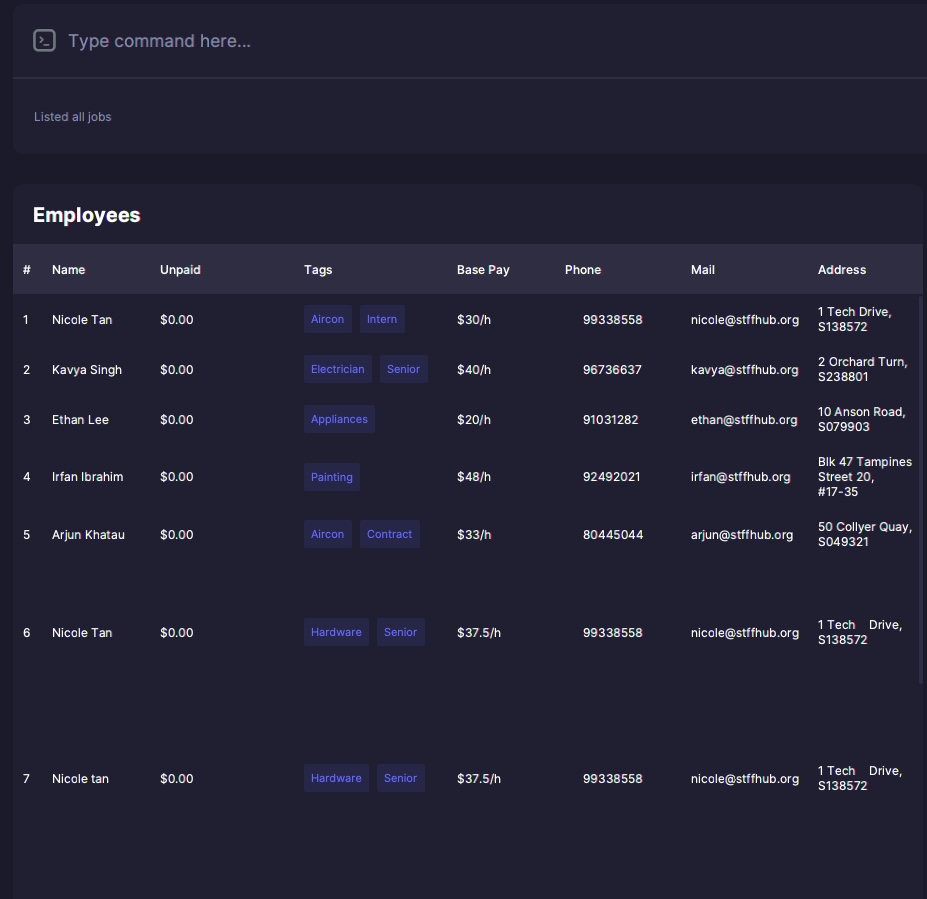 Type command here...
Listed all jobs
Employees
# Name Unpaid Tags Base Pay Phone Mail Address
1 Nicole Tan $0.00 Aircon Intern $30/h 99338558 nicole@stffhub.org 1 Tech Drive,
S138572
2 Kavya Singh $0.00 Electrician Senior $40/h 96736637 kavya@stffhub.org 2 Orchard Turn,
S238801
3 Ethan Lee $0.00 Appliances $20/h 91031282 ethan@stffhub.org 10 Anson Road,
S079903
4 Irfan Ibrahim $0.00 Painting $48/h 92492021 irfan@stffhub.org Blk 47 Tampines
Street 20,
#17-35
5 Arjun Khatau $0.00 Aircon Contract $33/h 80445044 arjun@stffhub.org 50 Collyer Quay,
S049321
6 Nicole Tan $0.00 Hardware Senior $37.5/h 99338558 nicole@stffhub.org 1 Tech Drive,
S138572
7 Nicole tan $0.00 Hardware Senior $37.5/h 99338558 nicole@stffhub.org 1 Tech Drive,
S138572